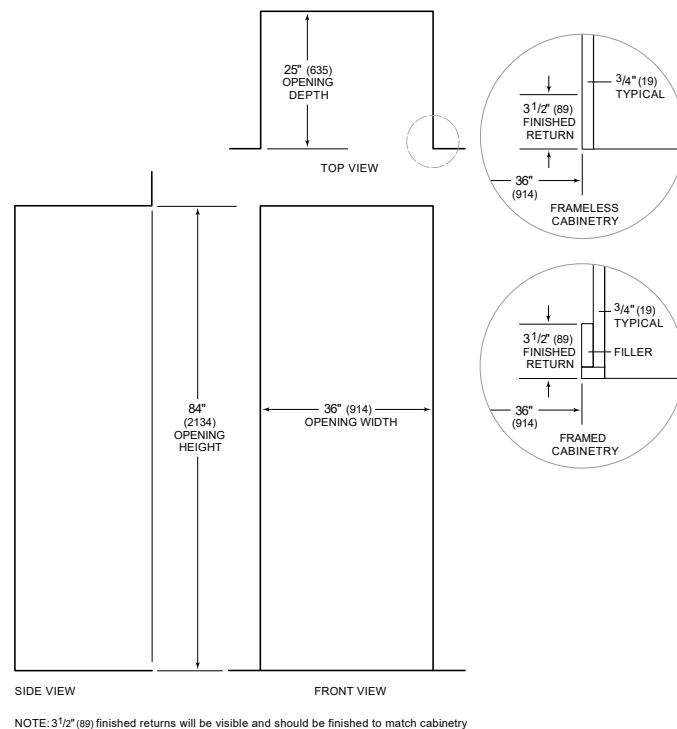 25" (635)
OPENING
DEPTH
TOP VIEW
3/4" (19)
TYPICAL
3 1/2" (89)
FINISHED
RETURN
36"
(914)
FRAMELESS
CABINETRY
3/4" (19)
TYPICAL
3 1/2" (89)
FINISHED
RETURN
FILLER
36"
(914)
FRAMED
CABINETRY
84"
(2134)
OPENING
HEIGHT
36" (914)
OPENING WIDTH
SIDE VIEW
FRONT VIEW
NOTE: 3 1/2" (89) finished returns will be visible and should be finished to match cabinetry